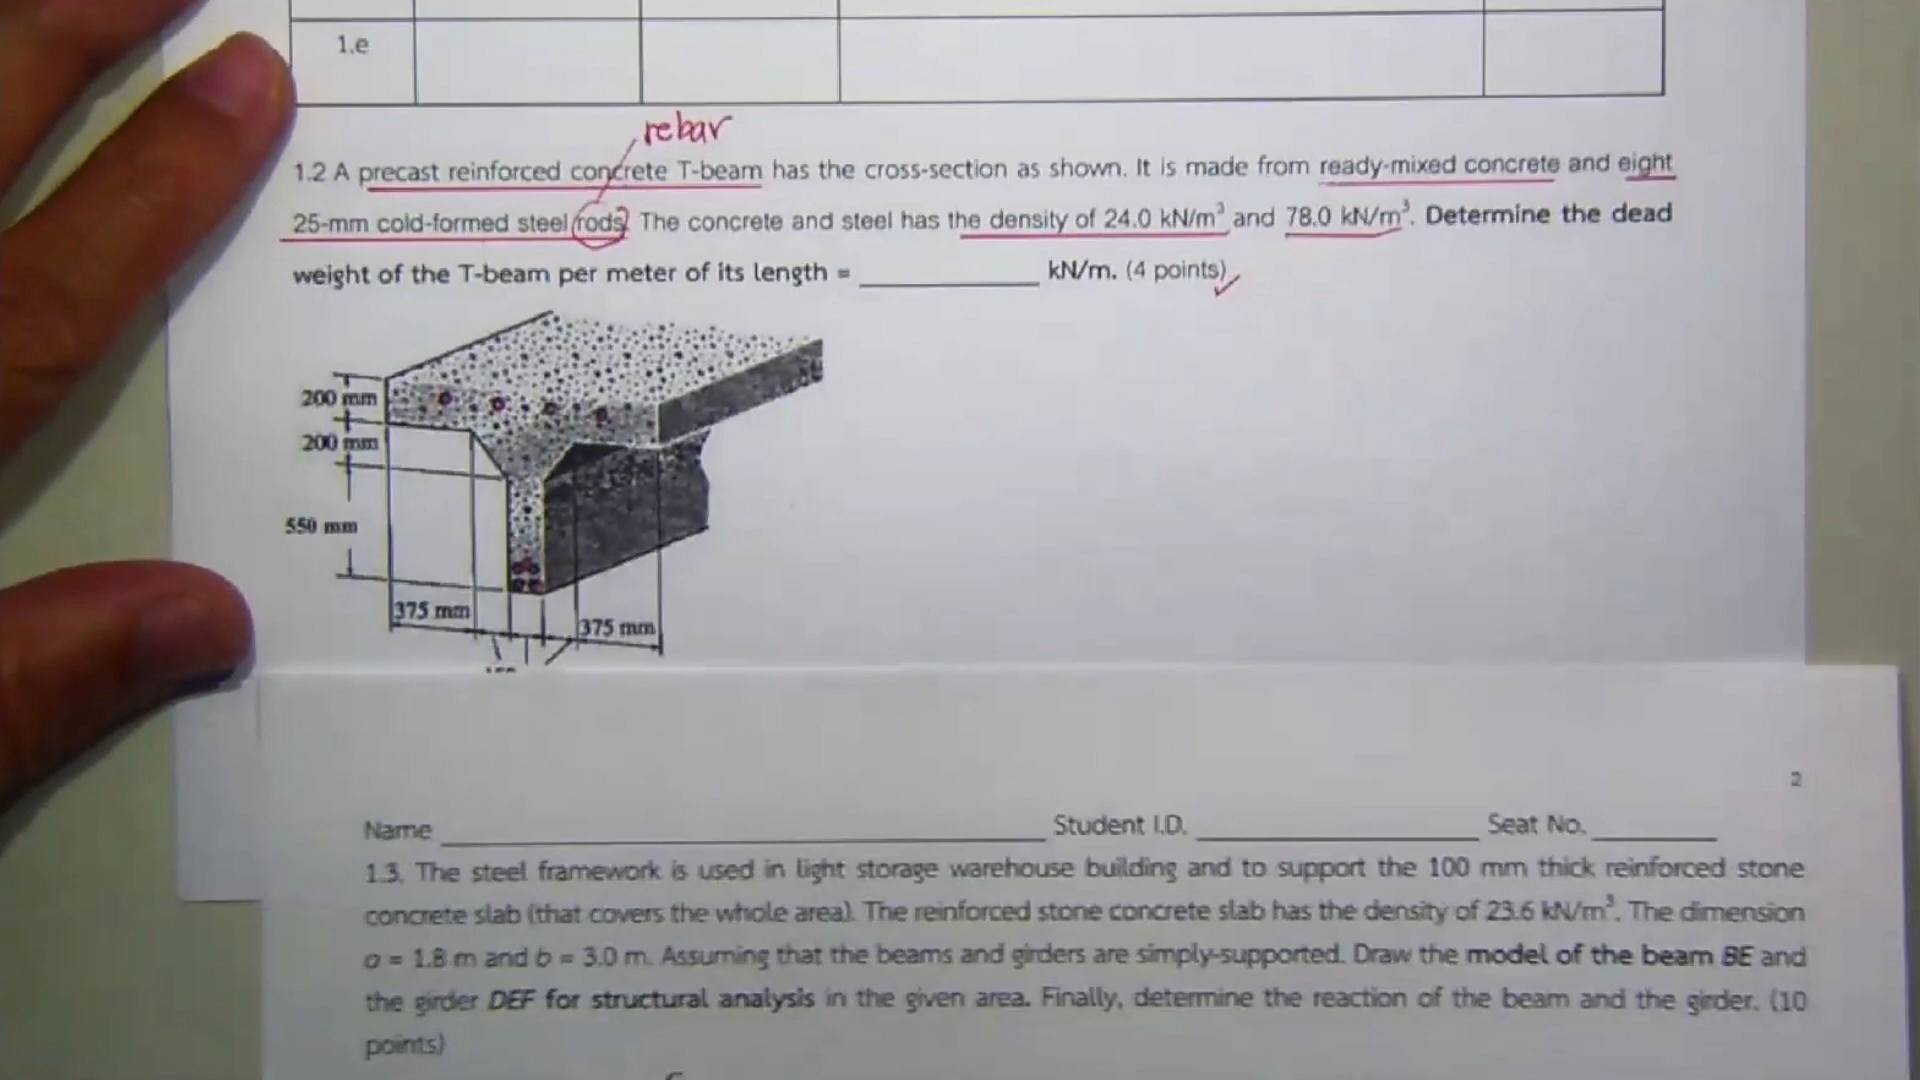 1.e
rebar
1.2 A precast reinforced concrete T-beam has the cross-section as shown. It is made from ready-mixed concrete and eight
25-mm cold-formed steel rods. The concrete and steel has the density of 24.0 kN/m³ and 78.0 kN/m³. Determine the dead
weight of the T-beam per meter of its length = __________ kN/m. (4 points)
200 mm
200 mm
550 mm
375 mm
375 mm
2
Name __________ Student I.D. __________ Seat No. __________
1.3. The steel framework is used in light storage warehouse building and to support the 100 mm thick reinforced stone
concrete slab (that covers the whole area). The reinforced stone concrete slab has the density of 23.6 kN/m³. The dimension
a = 1.8 m and b = 3.0 m. Assuming that the beams and girders are simply-supported. Draw the model of the beam BE and
the girder DEF for structural analysis in the given area. Finally, determine the reaction of the beam and the girder. (10
points)